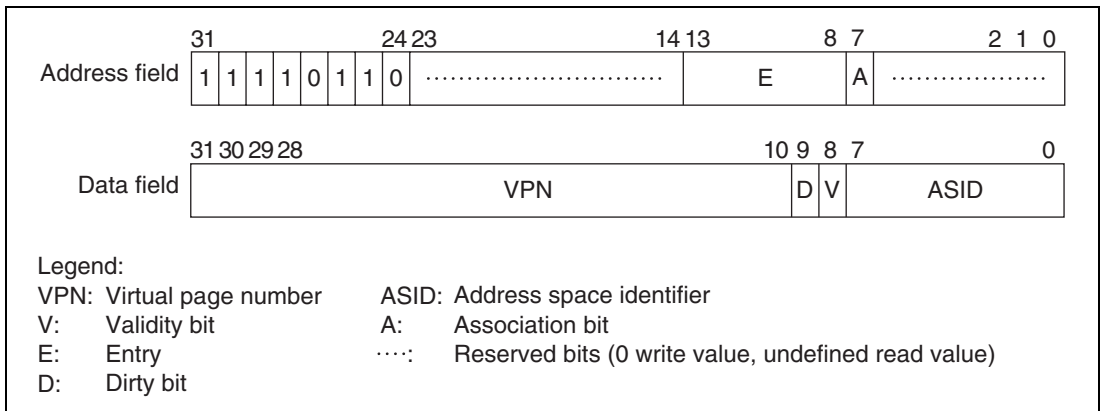 31 24 23 14 13 8 7 2 1 0
Address field 1 1 1 1 0 1 1 0 ............................. E A ...................
31 30 29 28 10 9 8 7 0
Data field VPN D V ASID
Legend:
VPN: Virtual page number ASID: Address space identifier
V: Validity bit A: Association bit
E: Entry ····: Reserved bits (0 write value, undefined read value)
D: Dirty bit